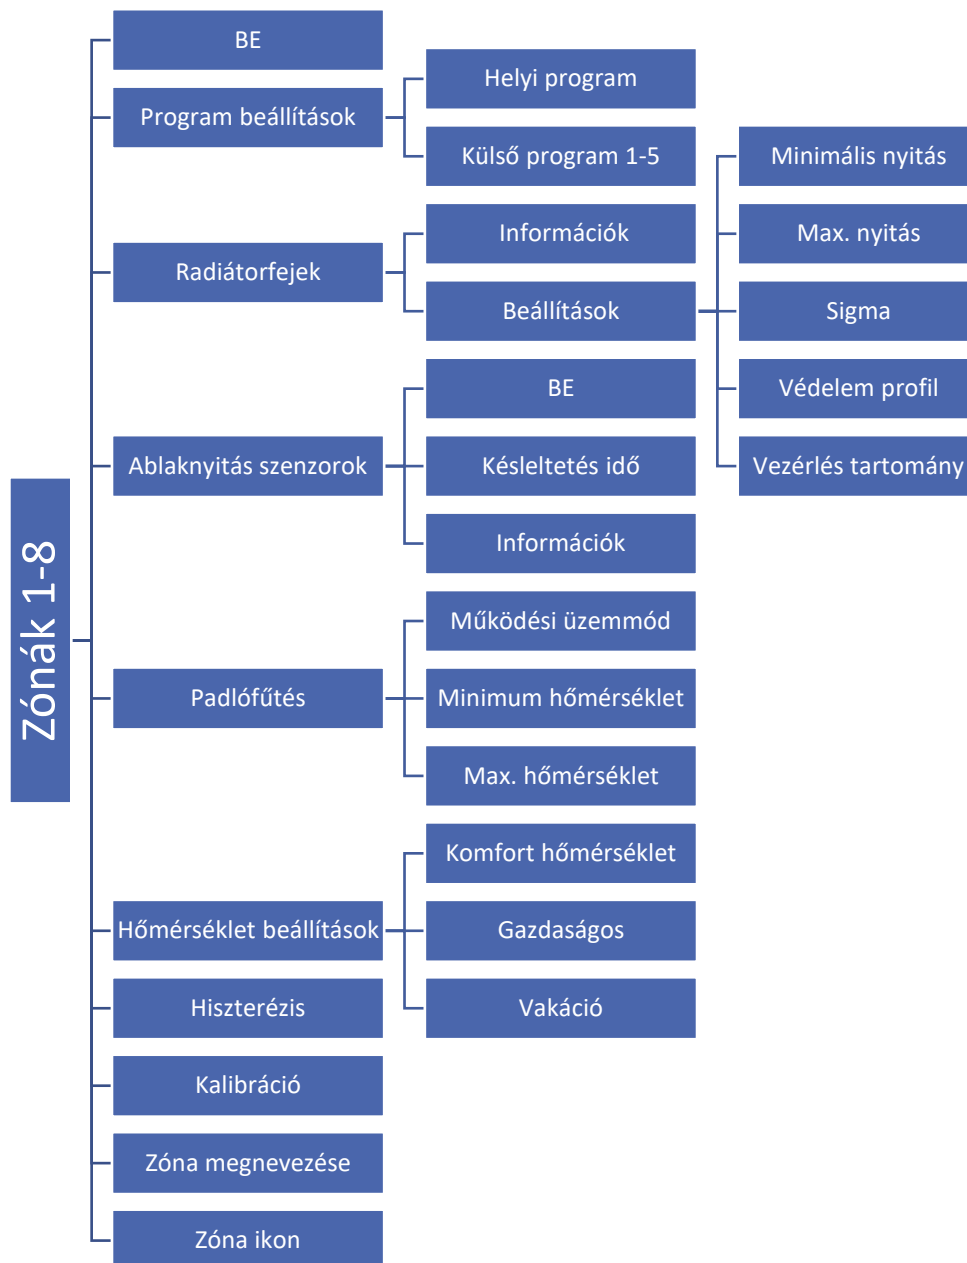 Zónák 1-8
BE
Program beállítások
Helyi program
Külső program 1-5
Radiátorfejek
Információk
Beállítások
Minimális nyitás
Max. nyitás
Sigma
Védelem profil
Vezérlés tartomány
Ablaknyitás szenzorok
BE
Késleltetés idő
Információk
Padlófűtés
Működési üzemmód
Minimum hőmérséklet
Max. hőmérséklet
Hőmérséklet beállítások
Komfort hőmérséklet
Gazdaságos
Vakáció
Hiszterézis
Kalibráció
Zóna megnevezése
Zóna ikon